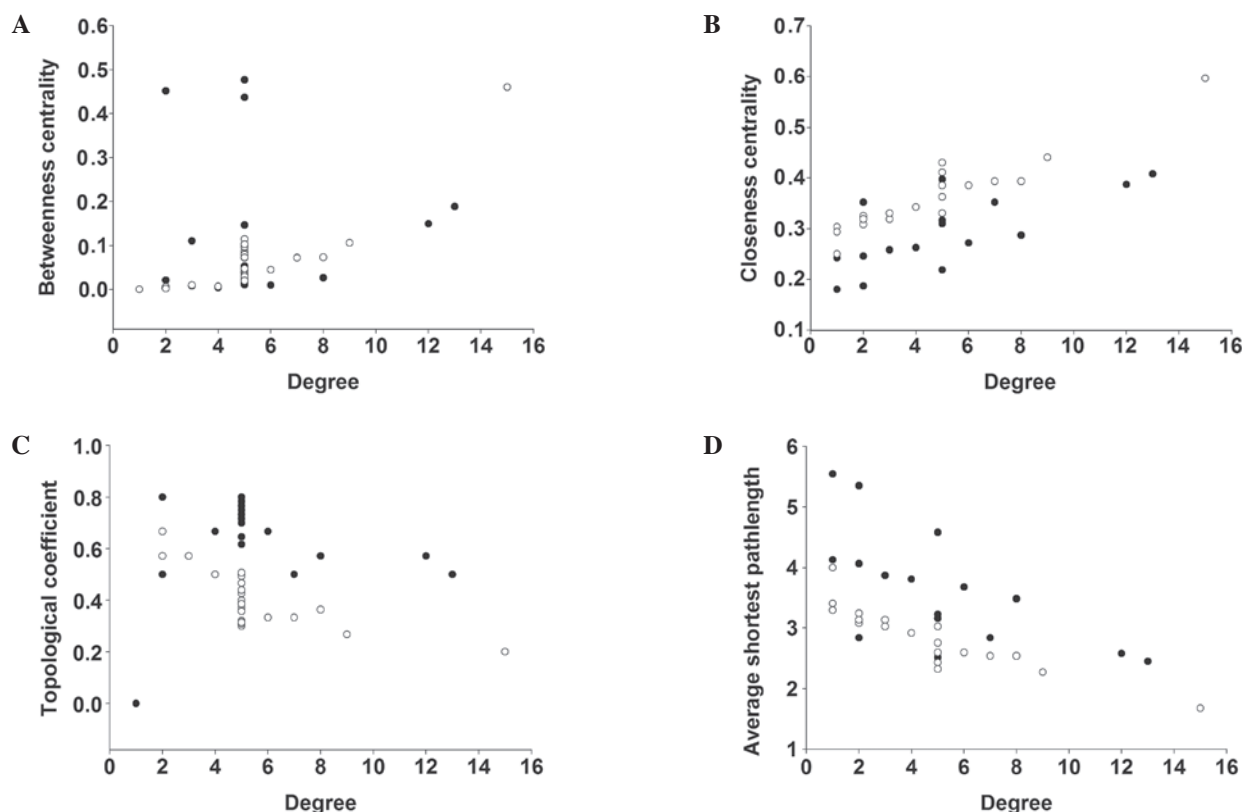 A
Betweenness centrality
0.6
0.5
0.4
0.3
0.2
0.1
0.0
0 2 4 6 8 10 12 14 16
Degree
B
Closeness centrality
0.7
0.6
0.5
0.4
0.3
0.2
0.1
0 2 4 6 8 10 12 14 16
Degree
C
Topological coefficient
1.0
0.8
0.6
0.4
0.2
0.0
0 2 4 6 8 10 12 14 16
Degree
D
Average shortest pathlength
6
5
4
3
2
1
0 2 4 6 8 10 12 14 16
Degree